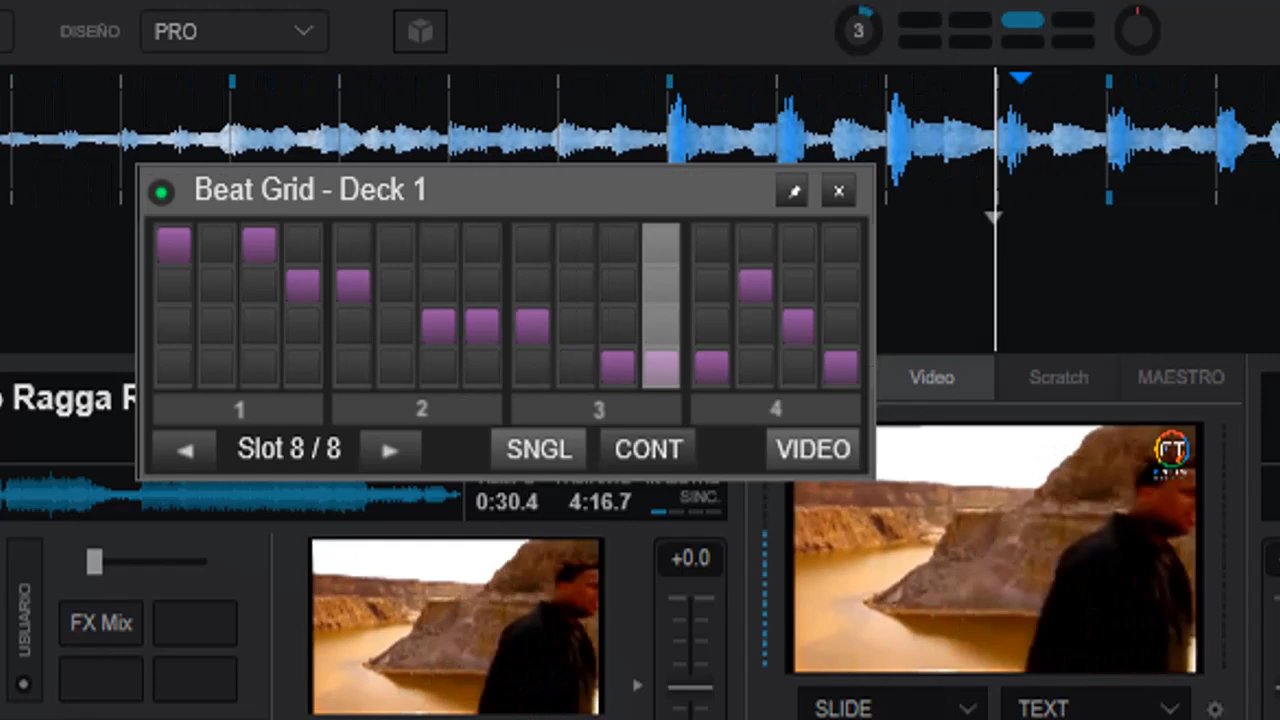 DISEÑO PRO
3
Beat Grid - Deck 1
1 2 3 4
Slot 8 / 8 SNGL CONT VIDEO
Ragga
Video Scratch MAESTRO
0:30.4 4:16.7 SINC.
USUARIO
FX Mix
+0.0
SLIDE TEXT